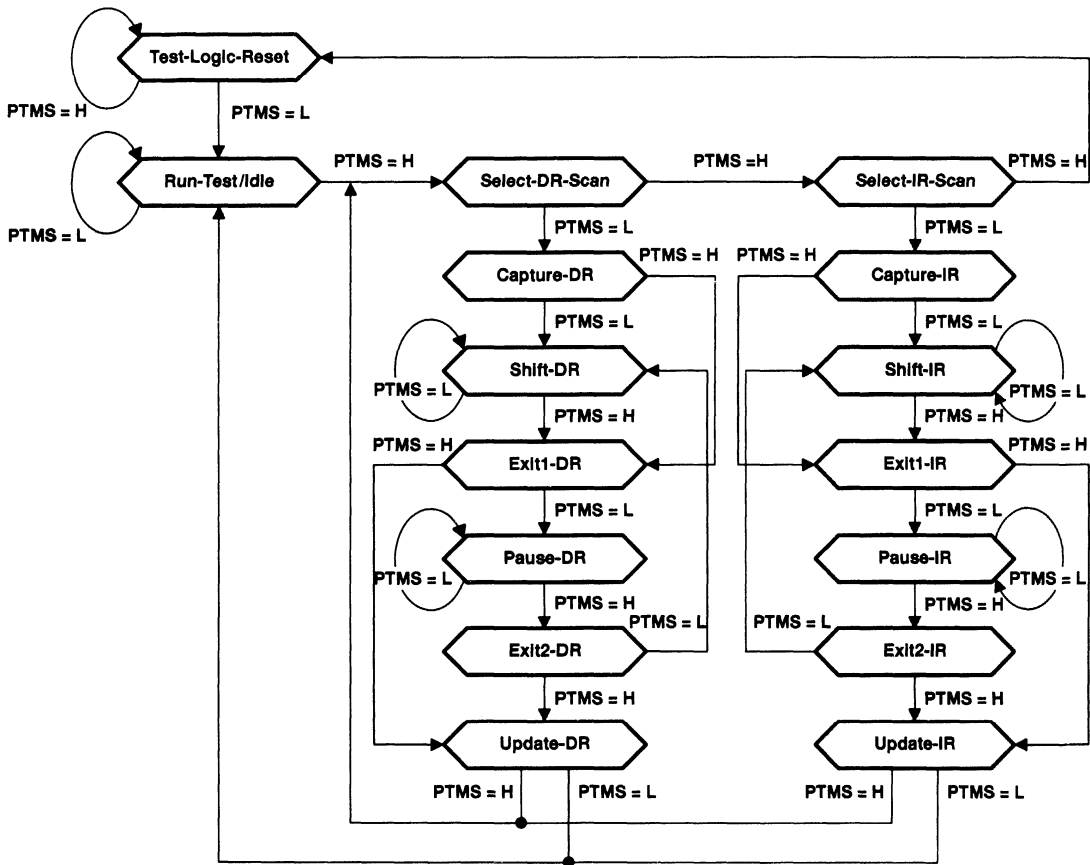 Test-Logic-Reset
PTMS = H
PTMS = L
PTMS = H
PTMS =H
PTMS = H
Run-Test/Idle
Select-DR-Scan
Select-IR-Scan
PTMS = L
PTMS = L
PTMS = L
PTMS = H
PTMS = H
Capture-DR
Capture-IR
PTMS = L
PTMS = L
Shift-DR
Shift-IR
PTMS = L
PTMS = L
PTMS = H
PTMS = H
PTMS = H
PTMS = H
Exit1-DR
Exit1-IR
PTMS = L
PTMS = L
Pause-DR
Pause-IR
PTMS = L
PTMS = L
PTMS = H
PTMS = H
PTMS = L
PTMS = L
Exit2-DR
Exit2-IR
PTMS = H
PTMS = H
Update-DR
Update-IR
PTMS = H
PTMS = L
PTMS = H
PTMS = L